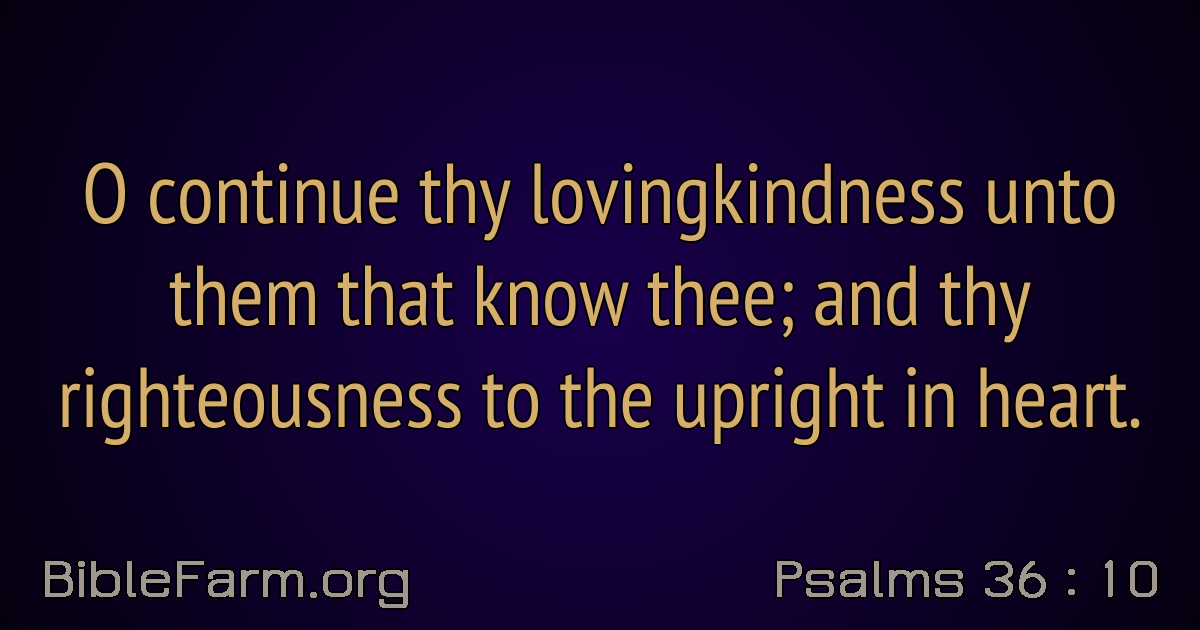 O continue thy lovingkindness unto
them that know thee; and thy
righteousness to the upright in heart.
BibleFarm.org
Psalms 36 : 10